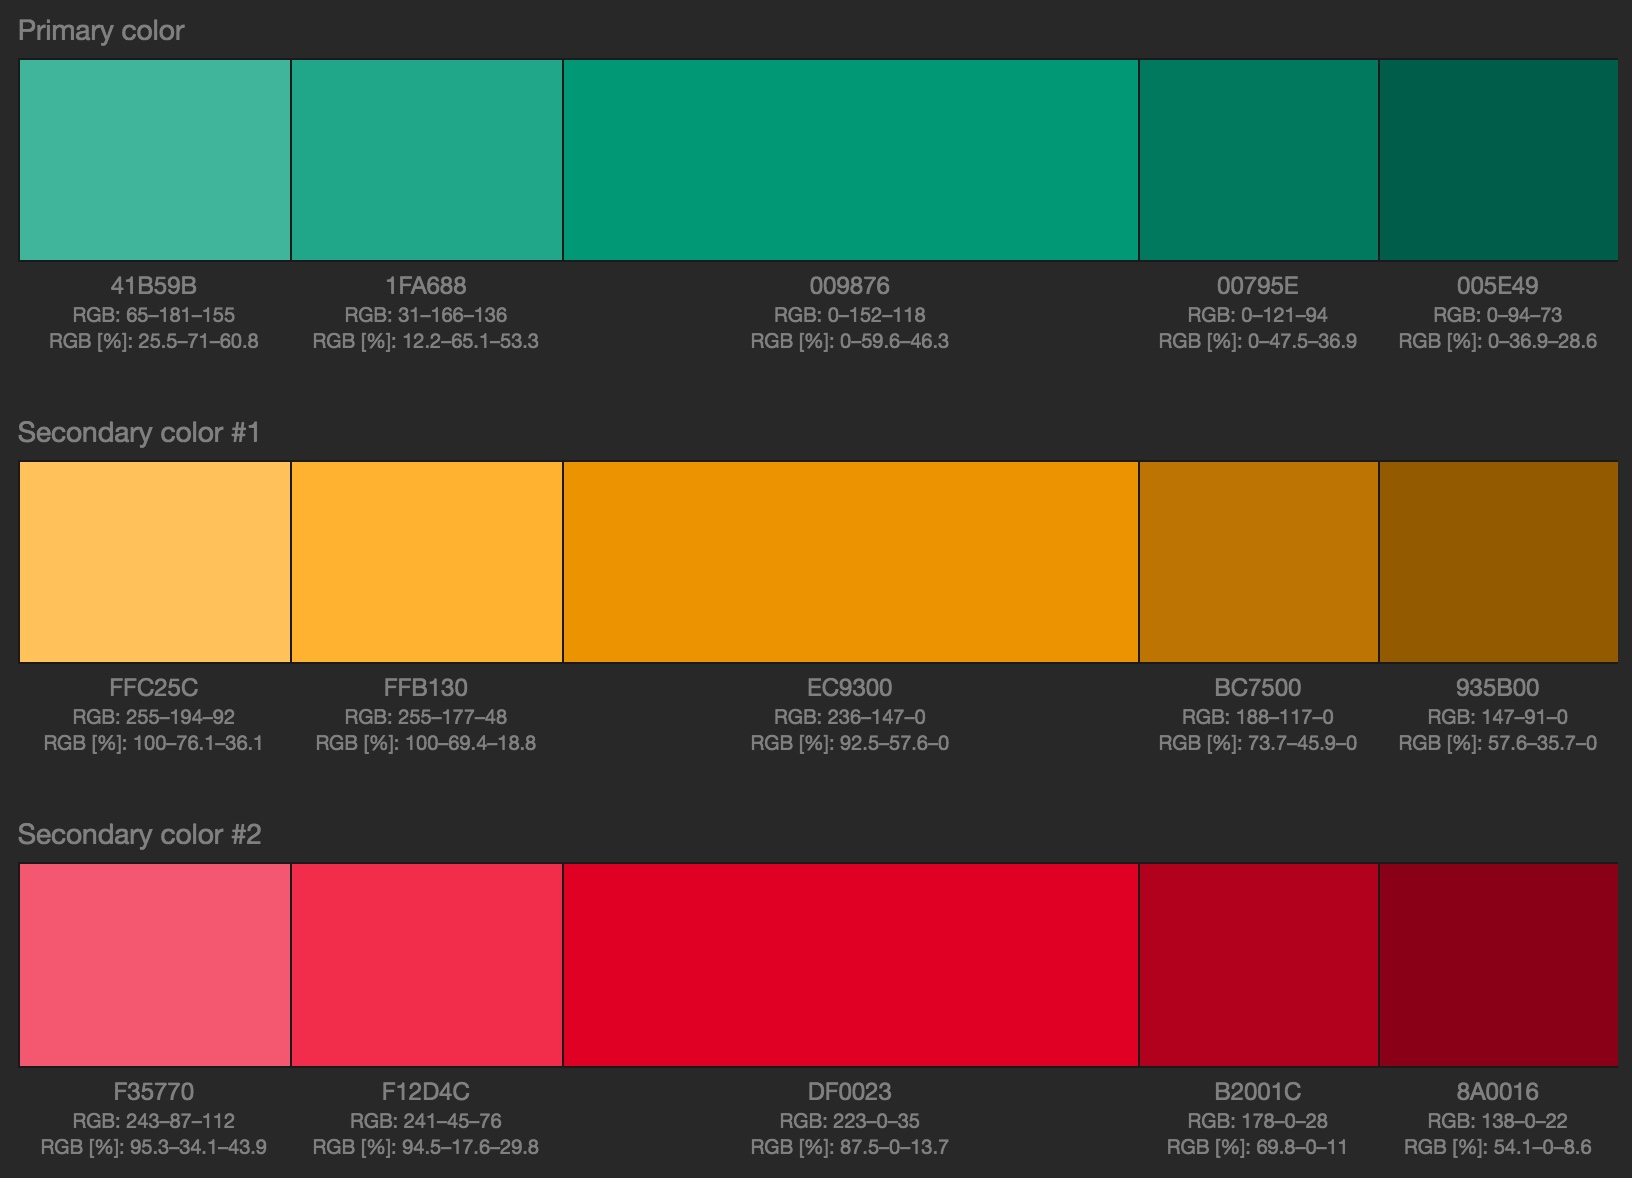 Primary color
41B59B 1FA688 009876 00795E 005E49
RGB: 65–181–155 RGB: 31–166–136 RGB: 0–152–118 RGB: 0–121–94 RGB: 0–94–73
RGB [%]: 25.5–71–60.8 RGB [%]: 12.2–65.1–53.3 RGB [%]: 0–59.6–46.3 RGB [%]: 0–47.5–36.9 RGB [%]: 0–36.9–28.6
Secondary color #1
FFC25C FFB130 EC9300 BC7500 935B00
RGB: 255–194–92 RGB: 255–177–48 RGB: 236–147–0 RGB: 188–117–0 RGB: 147–91–0
RGB [%]: 100–76.1–36.1 RGB [%]: 100–69.4–18.8 RGB [%]: 92.5–57.6–0 RGB [%]: 73.7–45.9–0 RGB [%]: 57.6–35.7–0
Secondary color #2
F35770 F12D4C DF0023 B2001C 8A0016
RGB: 243–87–112 RGB: 241–45–76 RGB: 223–0–35 RGB: 178–0–28 RGB: 138–0–22
RGB [%]: 95.3–34.1–43.9 RGB [%]: 94.5–17.6–29.8 RGB [%]: 87.5–0–13.7 RGB [%]: 69.8–0–11 RGB [%]: 54.1–0–8.6